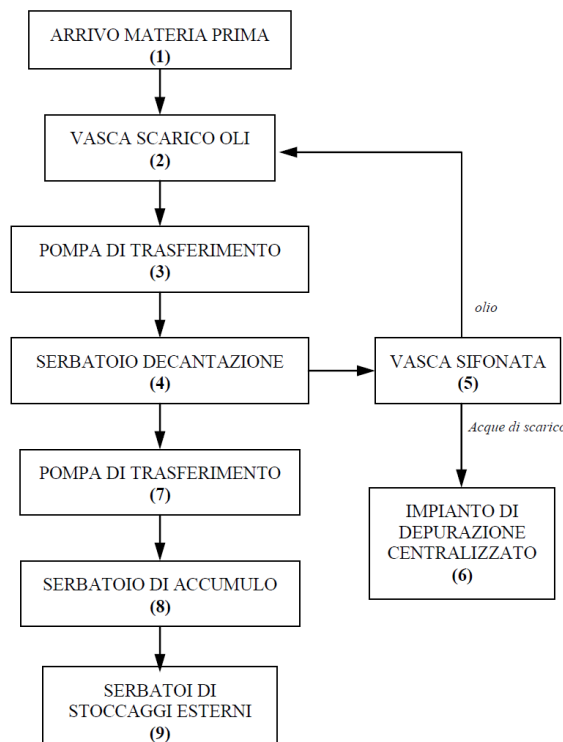 ARRIVO MATERIA PRIMA
(1)
VASCA SCARICO OLI
(2)
POMPA DI TRASFERIMENTO
(3)
olio
SERBATOIO DECANTAZIONE
(4)
VASCA SIFONATA
(5)
Acque di scarico
POMPA DI TRASFERIMENTO
(7)
IMPIANTO DI
DEPURAZIONE
CENTRALIZZATO
(6)
SERBATOIO DI ACCUMULO
(8)
SERBATOI DI
STOCCAGGI ESTERNI
(9)